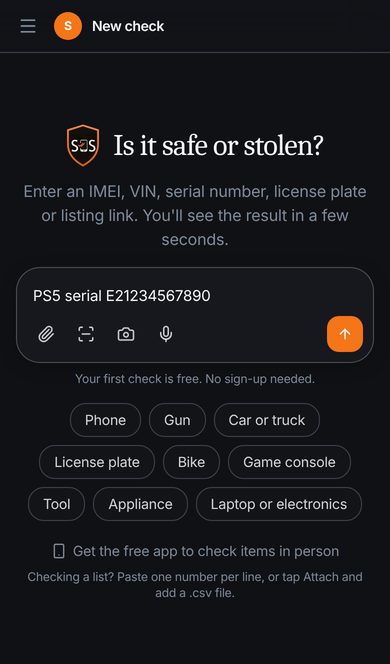 S New check
SOS Is it safe or stolen?
Enter an IMEI, VIN, serial number, license plate
or listing link. You'll see the result in a few
seconds.
PS5 serial E21234567890
Your first check is free. No sign-up needed.
Phone Gun Car or truck
License plate Bike Game console
Tool Appliance Laptop or electronics
Get the free app to check items in person
Checking a list? Paste one number per line, or tap Attach and
add a .csv file.